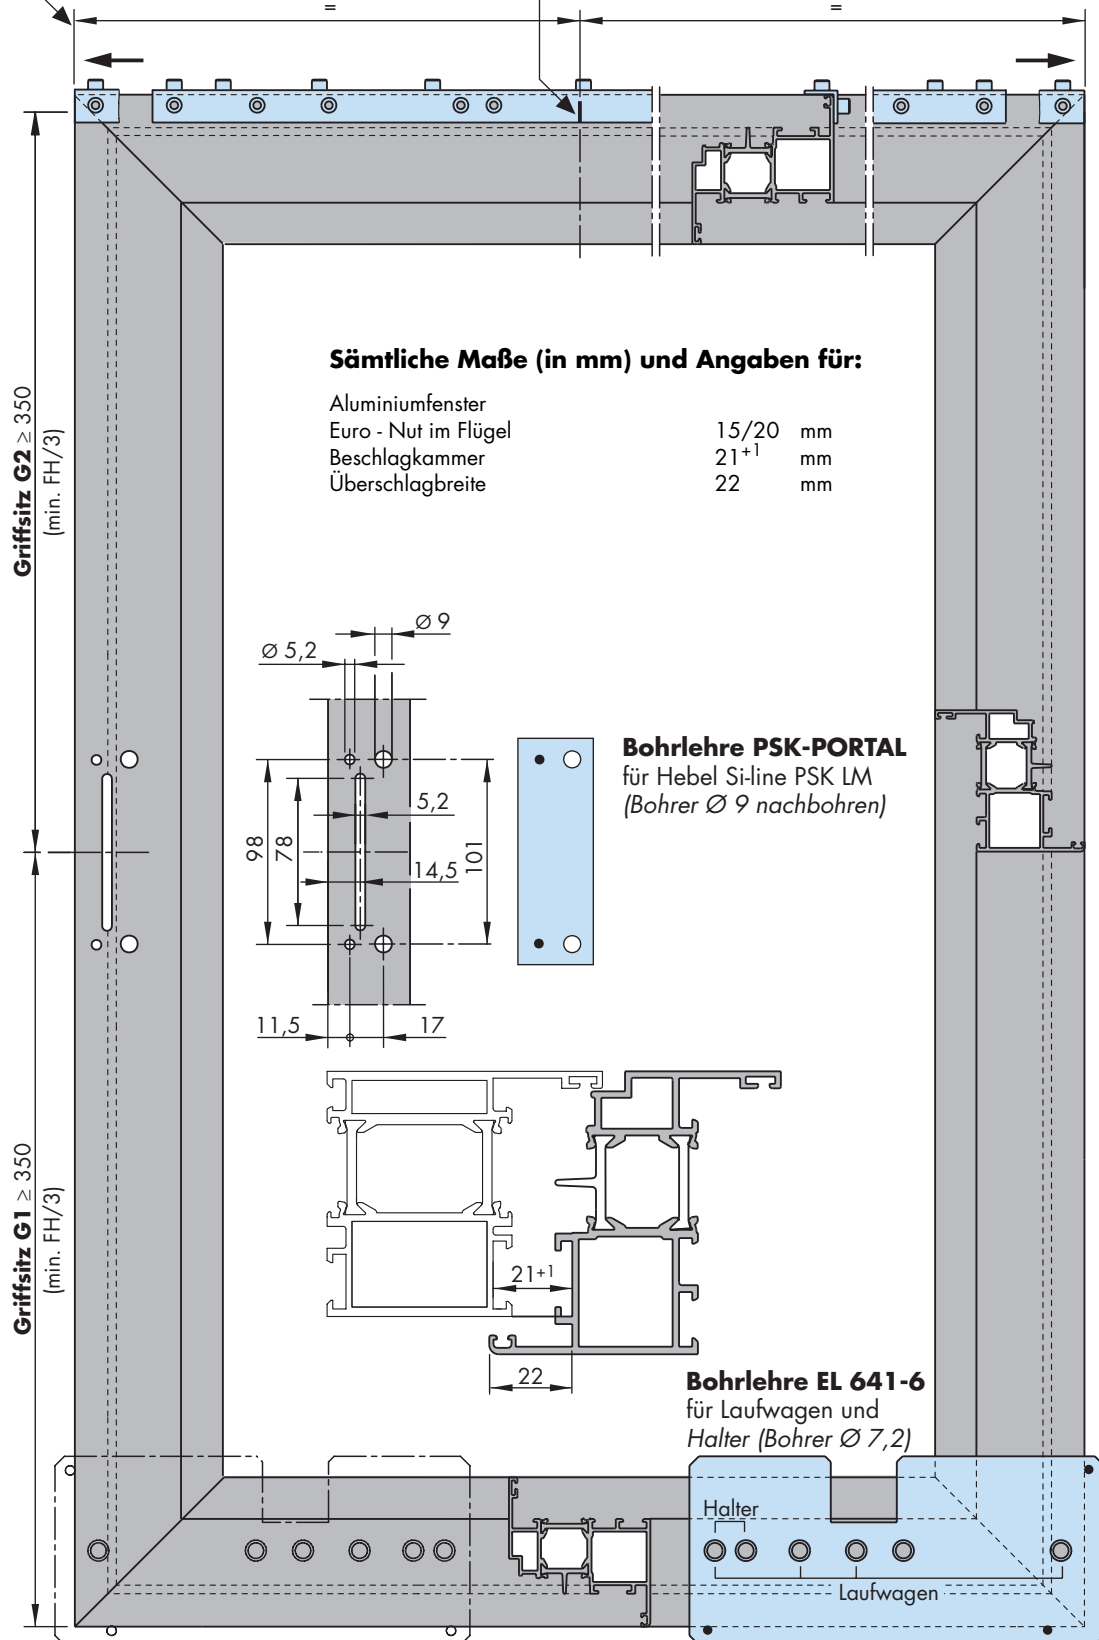 = =
Sämtliche Maße (in mm) und Angaben für:
Aluminiumfenster
Euro - Nut im Flügel 15/20 mm
Beschlagkammer 21+1 mm
Überschlagbreite 22 mm
Griffsitz G2 ≥ 350
(min. FH/3)
Ø 9
Ø 5,2
Bohrlehre PSK-PORTAL
für Hebel Si-line PSK LM
(Bohrer Ø 9 nachbohren)
5,2
98
78
101
14,5
11,5 17
Griffsitz G1 ≥ 350
(min. FH/3)
21+1
22
Bohrlehre EL 641-6
für Laufwagen und
Halter (Bohrer Ø 7,2)
Halter
Laufwagen